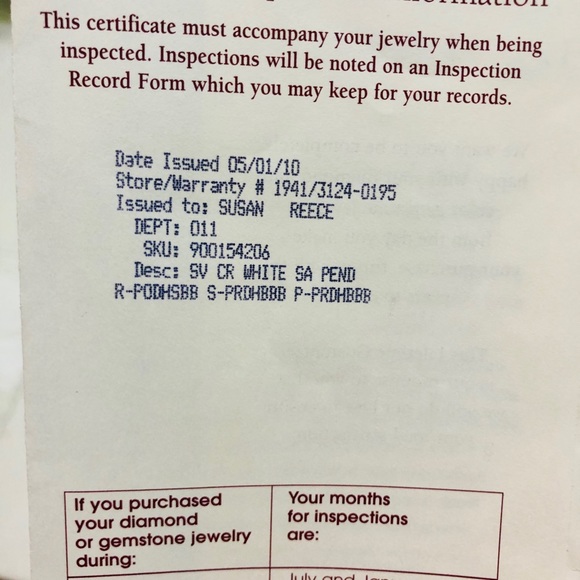 This certificate must accompany your jewelry when being
inspected. Inspections will be noted on an Inspection
Record Form which you may keep for your records.
Date Issued 05/01/10
Store/Warranty # 1941/3124-0195
Issued to: SUSAN REECE
DEPT: 011
SKU: 900154206
Desc: SV CR WHITE SA PEND
R-PODHSBB S-PRDHBBB P-PRDHBBB
If you purchased
your diamond
or gemstone jewelry
during:
Your months
for inspections
are:
July and